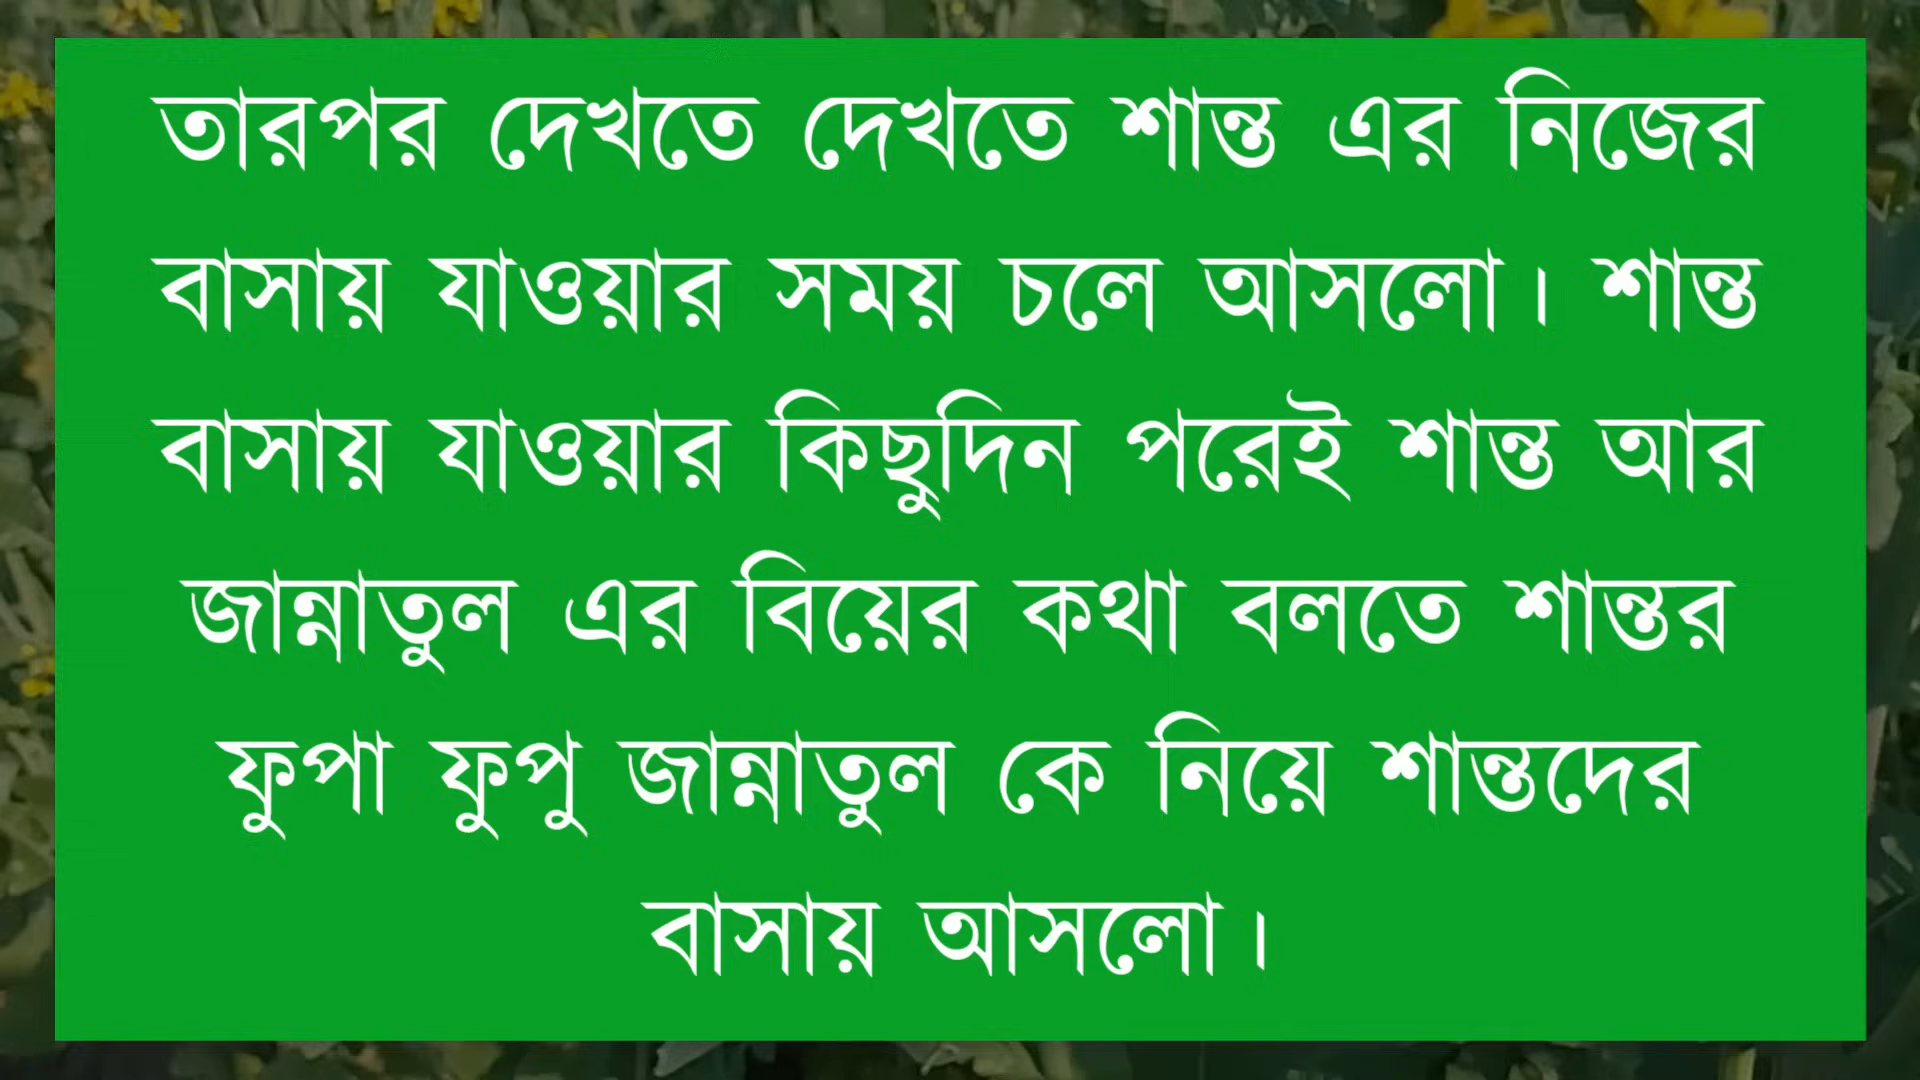 তারপর দেখতে দেখতে শান্ত এর নিজের
বাসায় যাওয়ার সময় চলে আসলো। শান্ত
বাসায় যাওয়ার কিছুদিন পরেই শান্ত আর
জান্নাতুল এর বিয়ের কথা বলতে শান্তর
ফুপা ফুপু জান্নাতুল কে নিয়ে শান্তদের
বাসায় আসলো।